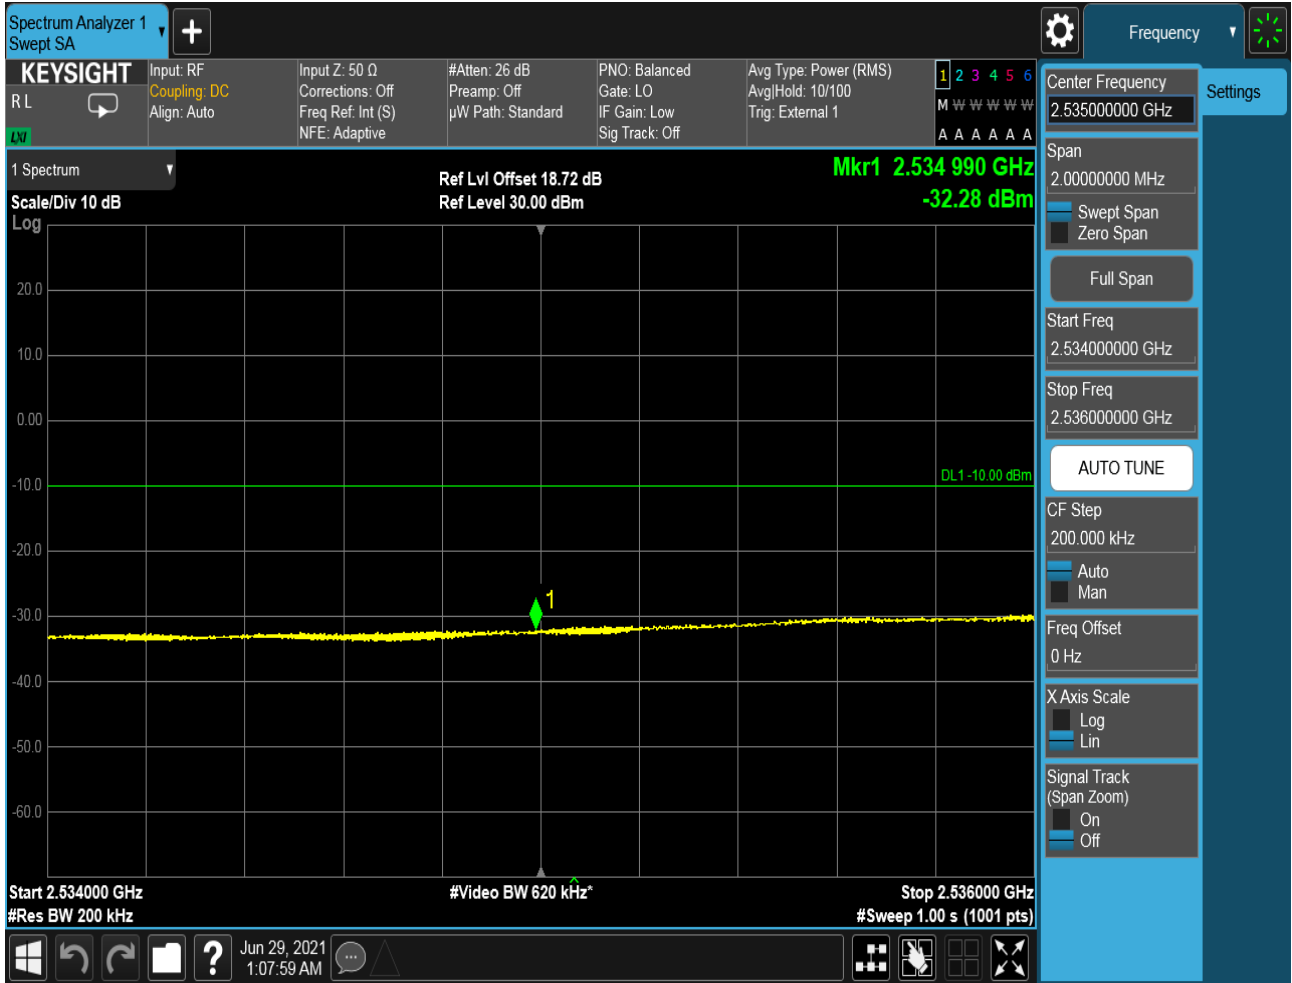 Spectrum Analyzer 1
Swept SA
+
Frequency
KEYSIGHT
R L
LXI
Input: RF
Coupling: DC
Align: Auto
Input Z: 50 Ω
Corrections: Off
Freq Ref: Int (S)
NFE: Adaptive
#Atten: 26 dB
Preamp: Off
µW Path: Standard
PNO: Balanced
Gate: LO
IF Gain: Low
Sig Track: Off
Avg Type: Power (RMS)
Avg|Hold: 10/100
Trig: External 1
1 2 3 4 5 6
M W W W W W
A A A A A A
1 Spectrum
Scale/Div 10 dB
Log
Ref Lvl Offset 18.72 dB
Ref Level 30.00 dBm
Mkr1 2.534 990 GHz
-32.28 dBm
20.0
10.0
0.00
-10.0
-20.0
-30.0
-40.0
-50.0
-60.0
DL1 -10.00 dBm
1
Start 2.534000 GHz
#Res BW 200 kHz
#Video BW 620 kHz*
Stop 2.536000 GHz
#Sweep 1.00 s (1001 pts)
?
Jun 29, 2021
1:07:59 AM
Center Frequency
2.535000000 GHz
Settings
Span
2.00000000 MHz
Swept Span
Zero Span
Full Span
Start Freq
2.534000000 GHz
Stop Freq
2.536000000 GHz
AUTO TUNE
CF Step
200.000 kHz
Auto
Man
Freq Offset
0 Hz
X Axis Scale
Log
Lin
Signal Track
(Span Zoom)
On
Off